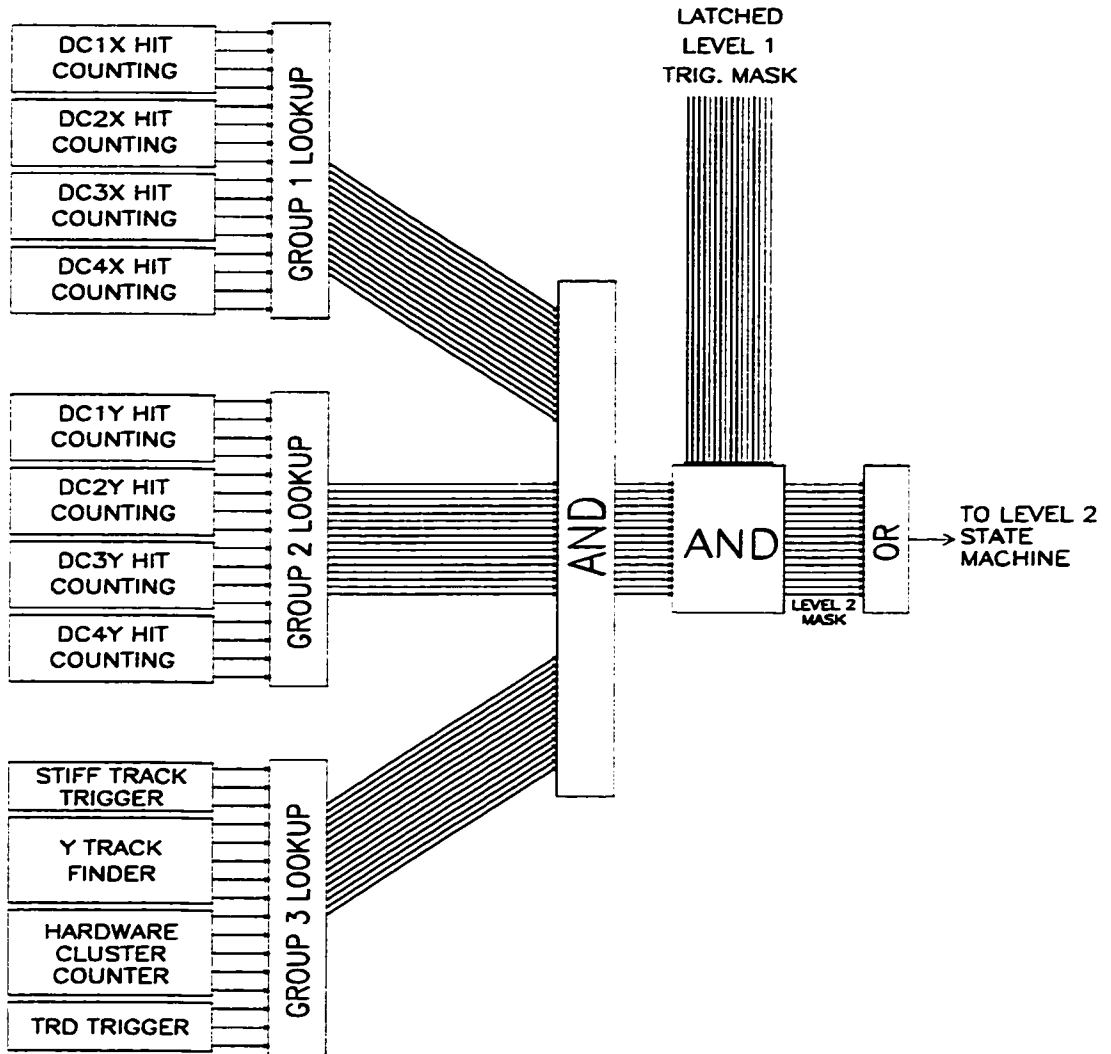 DC1X HIT
COUNTING
DC2X HIT
COUNTING
DC3X HIT
COUNTING
DC4X HIT
COUNTING
GROUP 1 LOOKUP
LATCHED
LEVEL 1
TRIG. MASK
DC1Y HIT
COUNTING
DC2Y HIT
COUNTING
DC3Y HIT
COUNTING
DC4Y HIT
COUNTING
GROUP 2 LOOKUP
AND
AND
LEVEL 2
MASK
OR
TO LEVEL 2
STATE
MACHINE
STIFF TRACK
TRIGGER
Y TRACK
FINDER
HARDWARE
CLUSTER
COUNTER
TRD TRIGGER
GROUP 3 LOOKUP